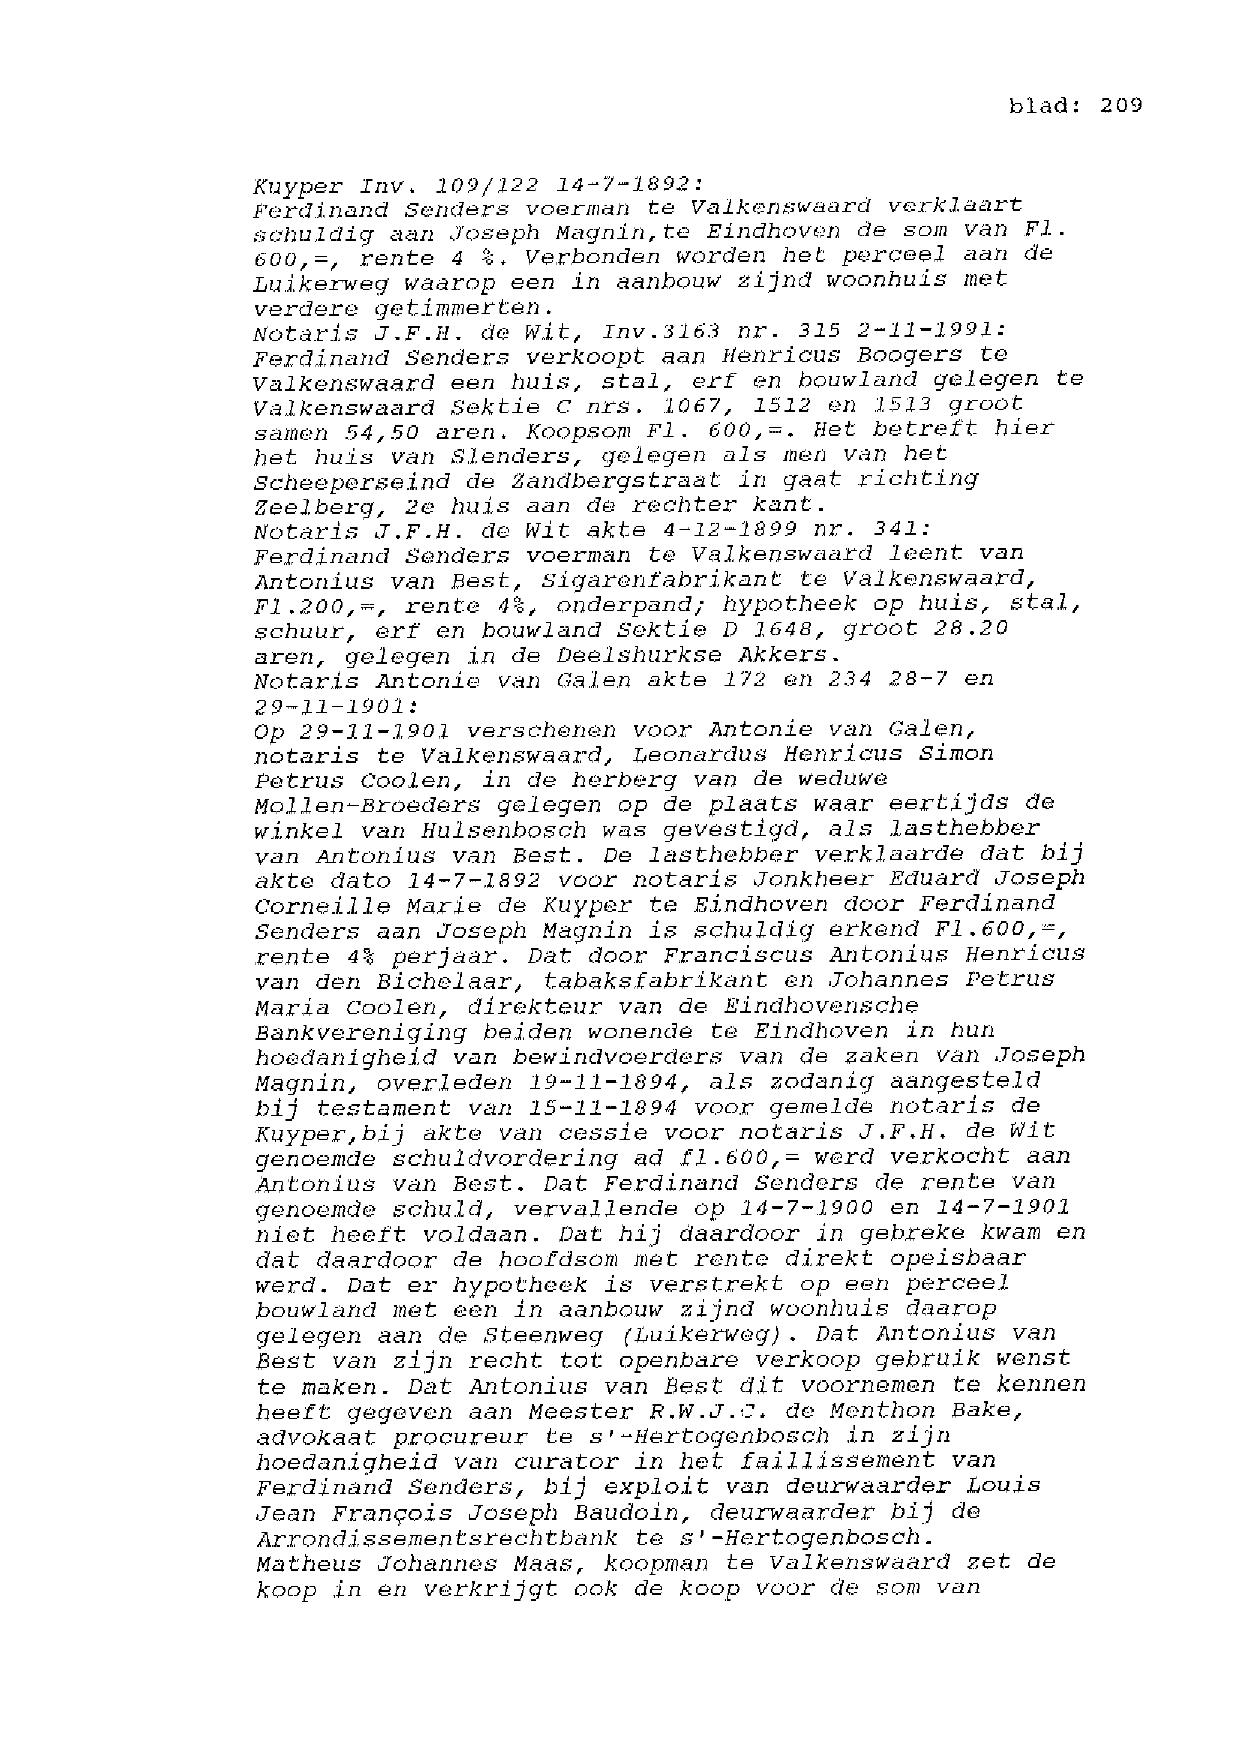 blad: 209
Kuyper Inv. 109/122 14-7-1892:
Ferdinand Senders voerman te Valkenswaard verklaart
schuldig aan Joseph Magnin,te Eindhoven de som van Fl.
600,=, rente 4 %. Verbonden worden het perceel aan de
Luikerweg waarop een in aanbouw zijnd woonhuis met
verdere getimmerten.
Notaris J.F.H. de Wit, Inv.3163 nr. 315 2-11-1991:
Ferdinand Senders verkoopt aan Henricus Boogers te
Valkenswaard een huis, stal, erf en bouwland gelegen te
Valkenswaard Sektie C nrs. 1067, 1512 en 1513 groot
samen 54,50 aren. Koopsom Fl. 600,=. Het betreft hier
het huis van Slenders, gelegen als men van het
Scheeperseind de Zandbergstraat in gaat richting
Zeelberg, 2e huis aan de rechter kant.
Notaris J.F.H. de Wit akte 4-12-1899 nr. 341:
Ferdinand Senders voerman te Valkenswaard leent van
Antonius van Best, Sigarenfabrikant te Valkenswaard,
Fl.200,=, rente 4%, onderpand; hypotheek op huis, stal,
schuur, erf en bouwland Sektie D 1648, groot 28.20
aren, gelegen in de Deelshurkse Akkers.
Notaris Antonie van Galen akte 172 en 234 28-7 en
29-11-1901:
Op 29-11-1901 verschenen voor Antonie van Galen,
notaris te Valkenswaard, Leonardus Henricus Simon
Petrus Coolen, in de herberg van de weduwe
Mollen-Broeders gelegen op de plaats waar eertijds de
winkel van Hulsenbosch was gevestigd, als lasthebber
van Antonius van Best. De lasthebber verklaarde dat bij
akte dato 14-7-1892 voor notaris Jonkheer Eduard Joseph
Corneille Marie de Kuyper te Eindhoven door Ferdinand
Senders aan Joseph Magnin is schuldig erkend Fl.600,=,
rente 4% perjaar. Dat door Franciscus Antonius Henricus
van den Bichelaar, tabaksfabrikant en Johannes Petrus
Maria Coolen, direkteur van de Eindhovensche
Bankvereniging beiden wonende te Eindhoven in hun
hoedanigheid van bewindvoerders van de zaken van Joseph
Magnin, overleden 19-11-1894, als zodanig aangesteld
bij testament van 15-11-1894 voor gemelde notaris de
Kuyper,bij akte van cessie voor notaris J.F.H. de Wit
genoemde schuldvordering ad fl.600,= werd verkocht aan
Antonius van Best. Dat Ferdinand Senders de rente van
genoemde schuld, vervallende op 14-7-1900 en 14-7-1901
niet heeft voldaan. Dat hij daardoor in gebreke kwam en
dat daardoor de hoofdsom met rente direkt opeisbaar
werd. Dat er hypotheek is verstrekt op een perceel
bouwland met een in aanbouw zijnd woonhuis daarop
gelegen aan de Steenweg (Luikerweg). Dat Antonius van
Best van zijn recht tot openbare verkoop gebruik wenst
te maken. Dat Antonius van Best dit voornemen te kennen
heeft gegeven aan Meester R.W.J.C. de Menthon Bake,
advokaat procureur te s'-Hertogenbosch in zijn
hoedanigheid van curator in het faillissement van
Ferdinand Senders, bij exploit van deurwaarder Louis
Jean François Joseph Baudoin, deurwaarder bij de
Arrondissementsrechtbank te s'-Hertogenbosch.
Matheus Johannes Maas, koopman te Valkenswaard zet de
koop in en verkrijgt ook de koop voor de som van